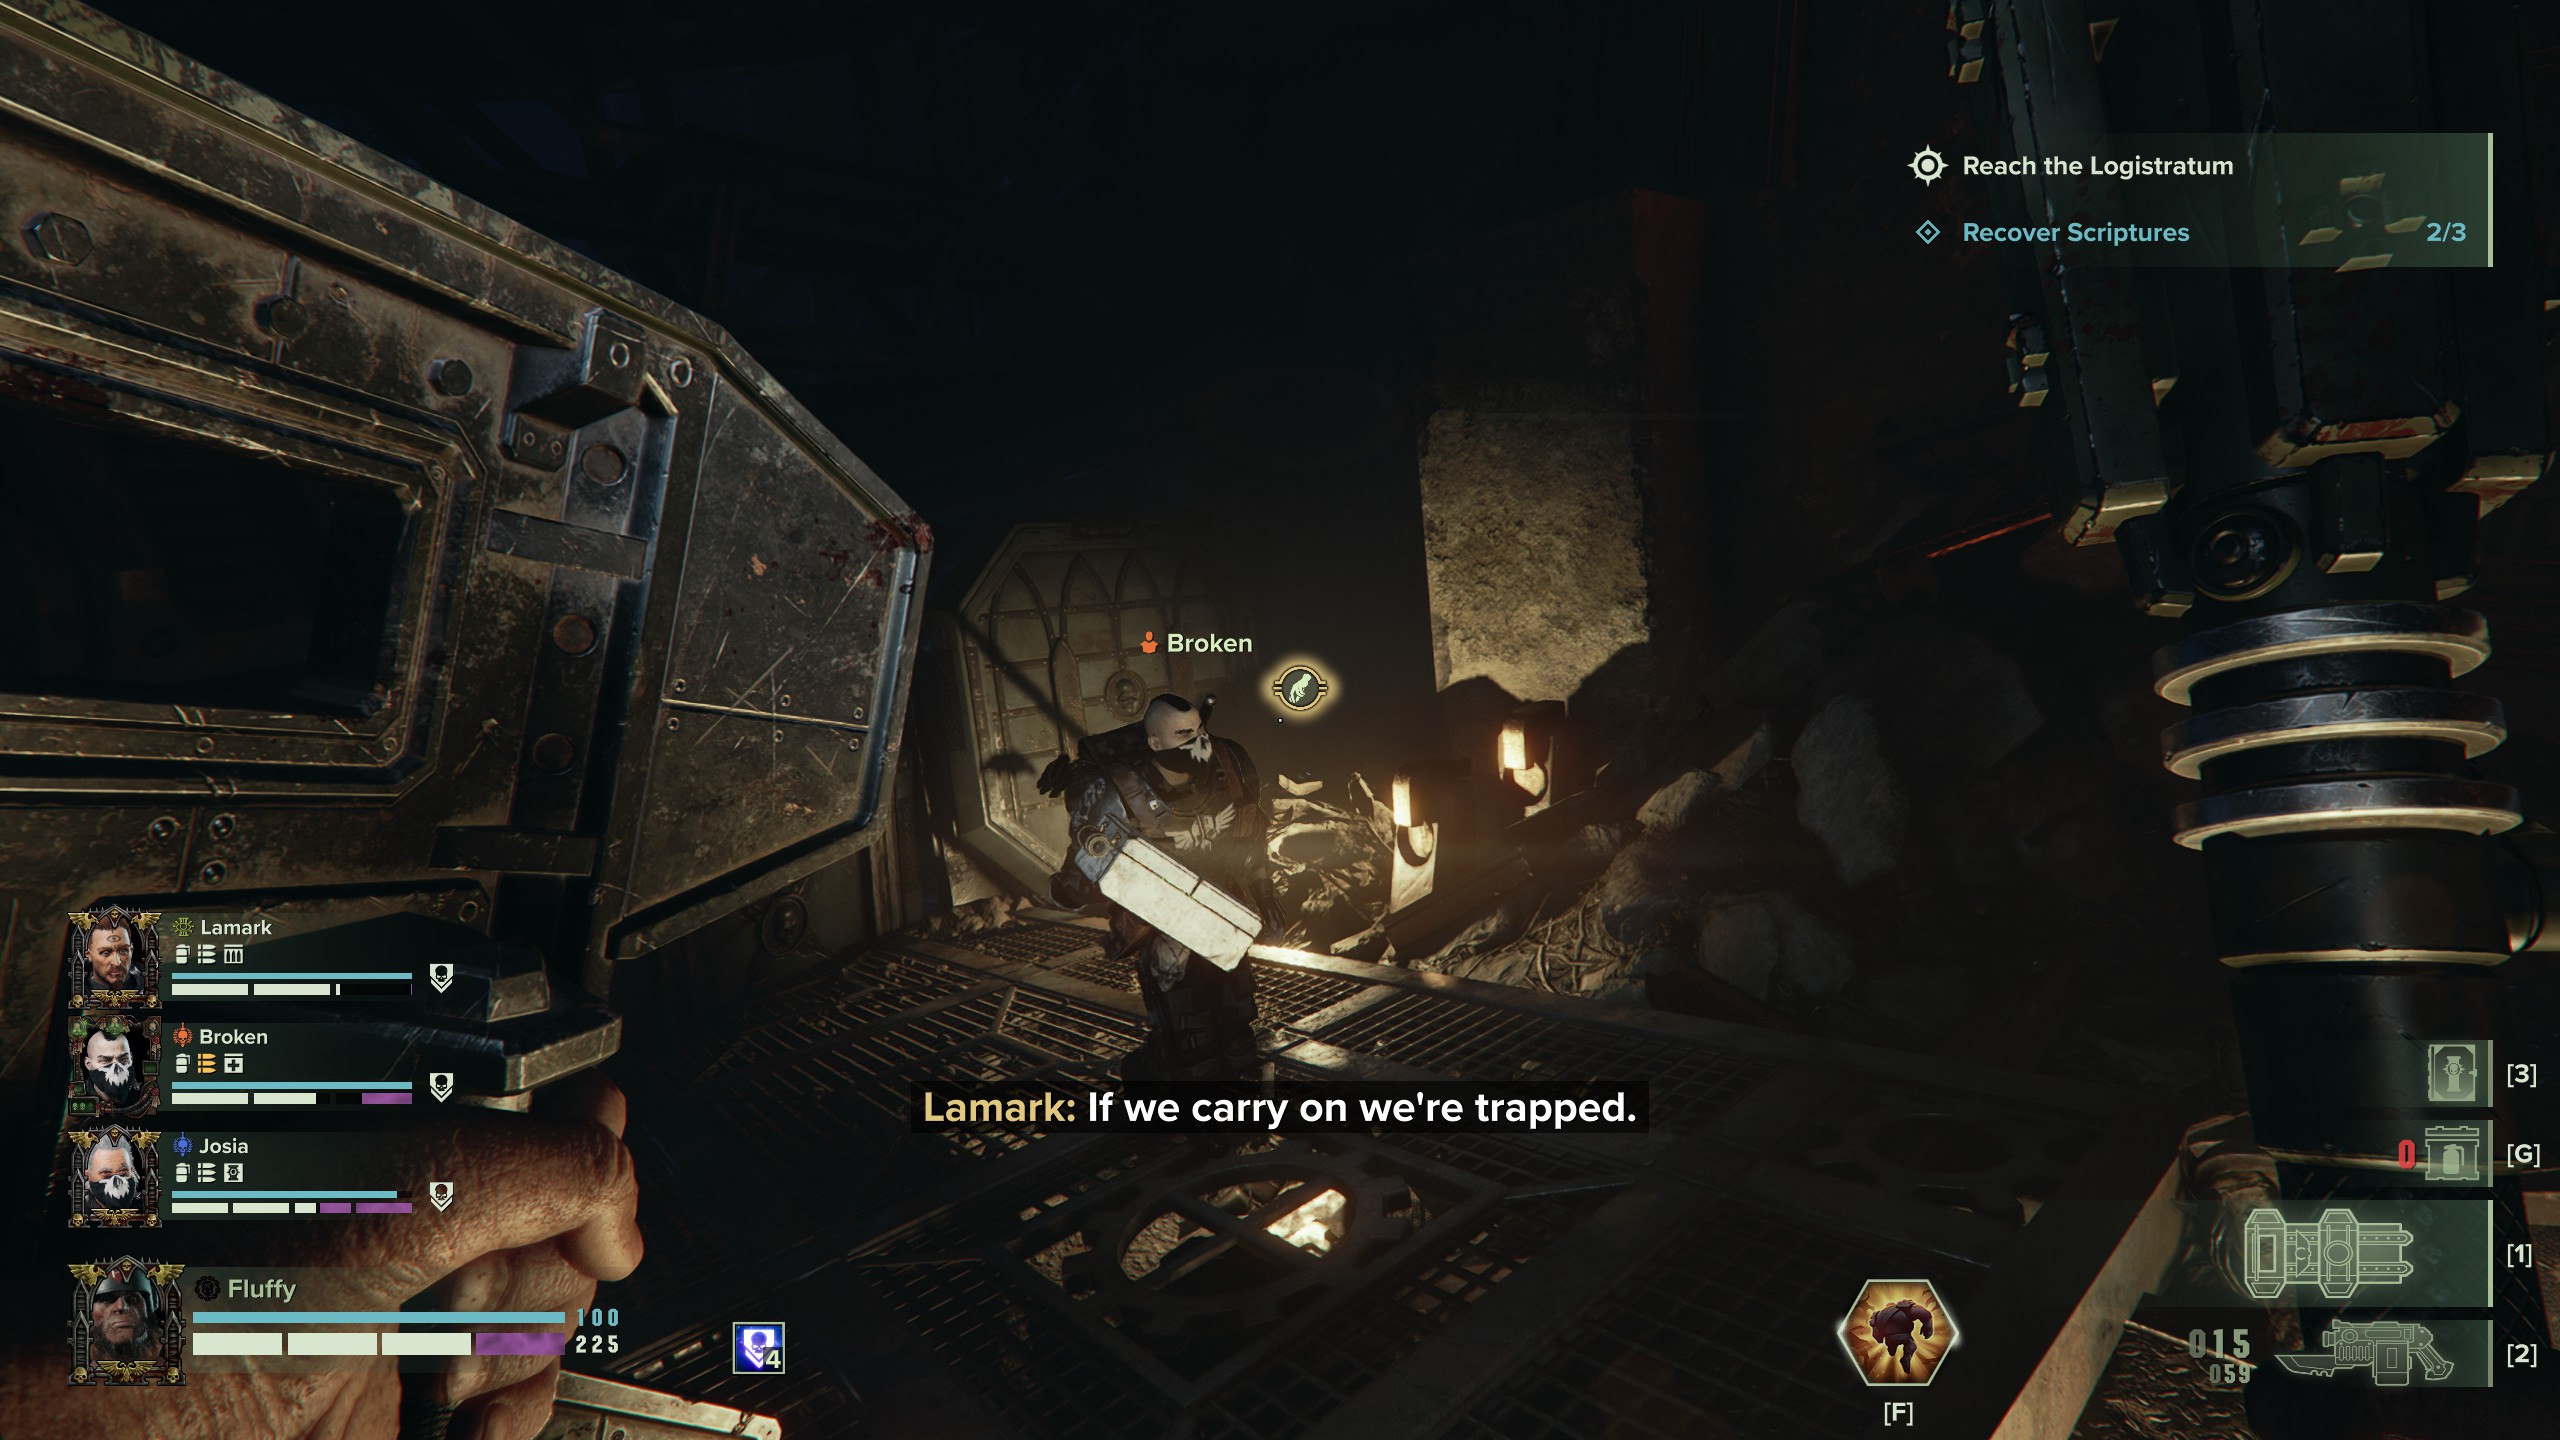 Reach the Logistratum
Recover Scriptures 2/3
Broken
Lamark
Broken
Lamark: If we carry on we're trapped.
Josia
Fluffy
100
225
4
[F]
[3]
0 [G]
[1]
015
059
[2]